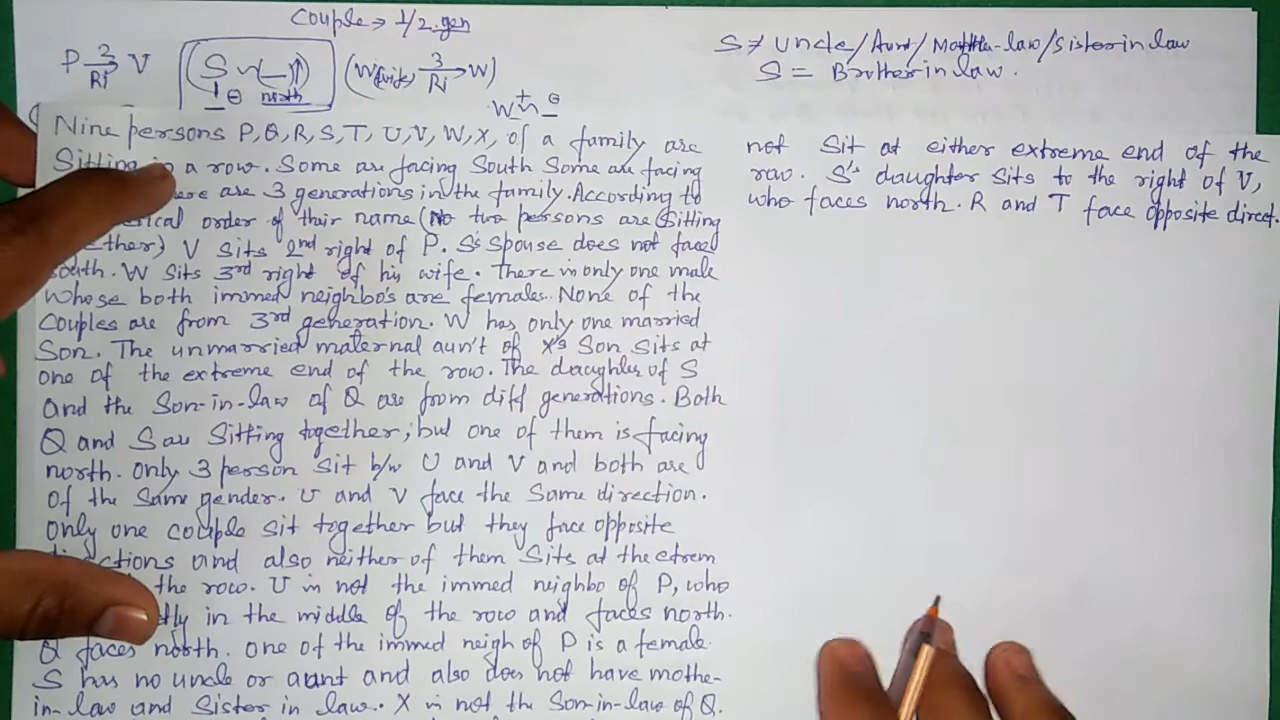 Couple → 1/2 gen
P 2/Ri V
S ~ (_)↑ north
⊖
(W(wife) 3/Ri → W)
W⁺ ~ _⊖
S ≠ Uncle/Aunt/Mother-law/Sister in law
S = Brother in law.
Nine persons P, Q, R, S, T, U, V, W, X, of a family are
Sitting in a row. Some are facing South Some are facing
are 3 generations in the family. According to
order of their name (No two persons are sitting
V sits 2nd right of P. S's spouse does not face
South. W sits 3rd right of his wife. There is only one male
whose both immed neighbo's are females. None of the
Couples are from 3rd generation. W has only one married
Son. The unmarried maternal aun't of X's Son sits at
one of the extreme end of the row. The daughter of S
and the Son-in-law of Q are from diff generations. Both
Q and S are Sitting together, but one of them is facing
north. only 3 person sit b/w U and V and both are
of the Same gender. U and V face the Same direction.
Only one couple sit together but they face opposite
and also neither of them sits at the extrem
the row. U is not the immed neighbo of P, who
in the middle of the row and faces north.
Q faces north. one of the immed neigh of P is a female.
S has no uncle or aunt and also does not have mothe-
in-law and Sister in law. X is not the Son-in-law of Q.
not sit at either extreme end of the
row. S's daughter sits to the right of V,
who faces north. R and T face opposite direct.